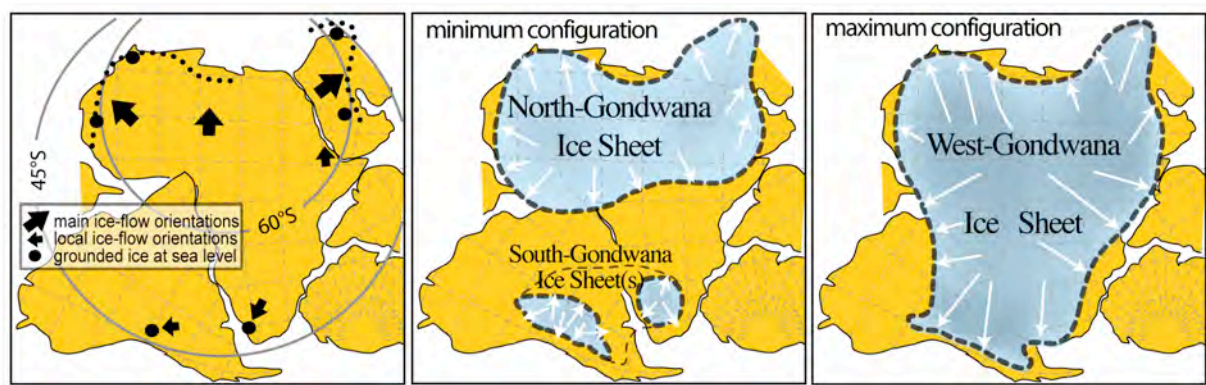 45°S
60°S
main ice-flow orientations
local ice-flow orientations
grounded ice at sea level
minimum configuration
North-Gondwana
Ice Sheet
South-Gondwana
Ice Sheet(s)
maximum configuration
West-Gondwana
Ice Sheet